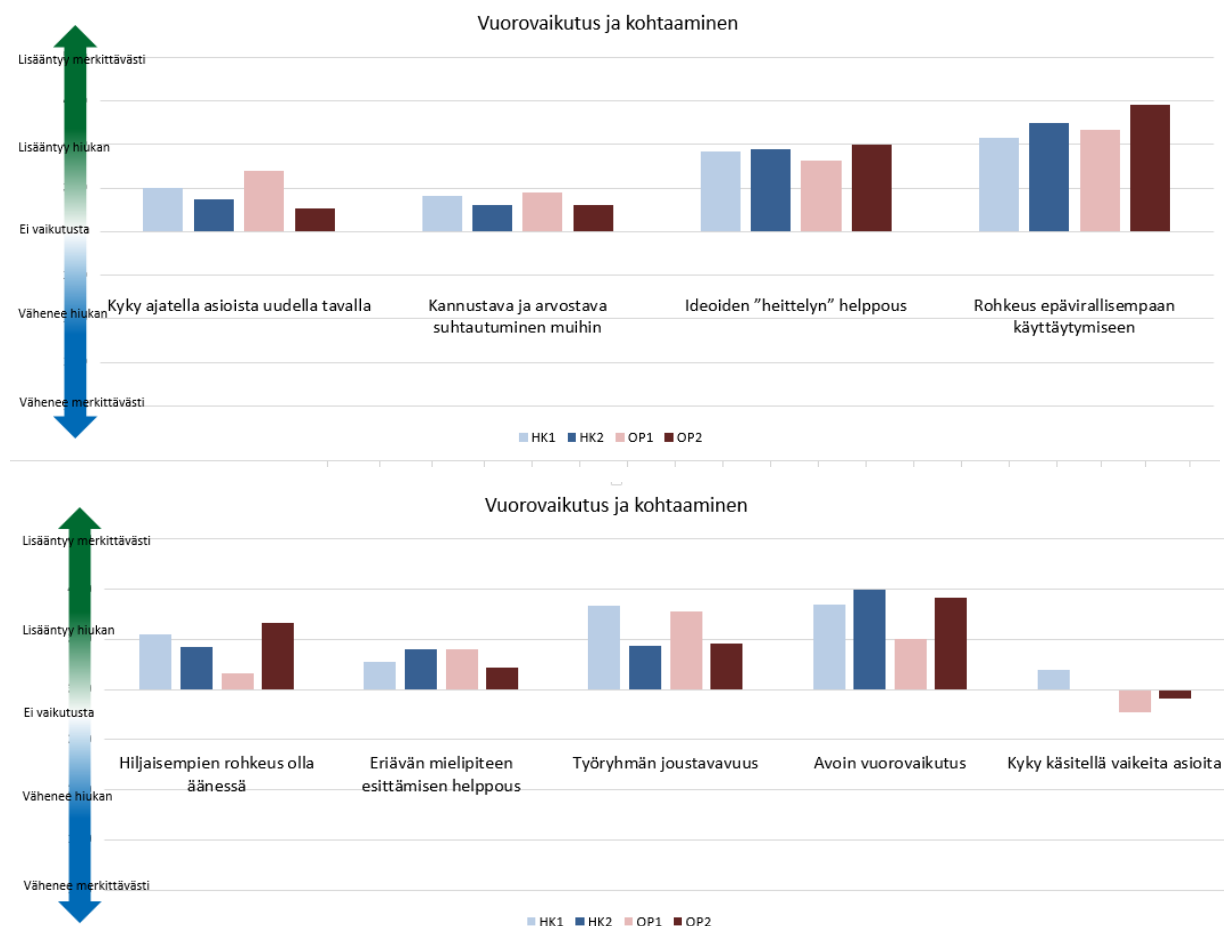 Vuorovaikutus ja kohtaaminen
Lisääntyy merkittävästi
Lisääntyy hiukan
Ei vaikutusta
Vähenee hiukan
Vähenee merkittävästi
Kyky ajatella asioista uudella tavalla
Kannustava ja arvostava
suhtautuminen muihin
Ideoiden ”heittelyn” helppous
Rohkeus epävirallisempaan
käyttäytymiseen
HK1 HK2 OP1 OP2
Vuorovaikutus ja kohtaaminen
Lisääntyy merkittävästi
Lisääntyy hiukan
Ei vaikutusta
Vähenee hiukan
Vähenee merkittävästi
Hiljaisempien rohkeus olla
äänessä
Eriävän mielipiteen
esittämisen helppous
Työryhmän joustavavuus
Avoin vuorovaikutus
Kyky käsitellä vaikeita asioita
HK1 HK2 OP1 OP2